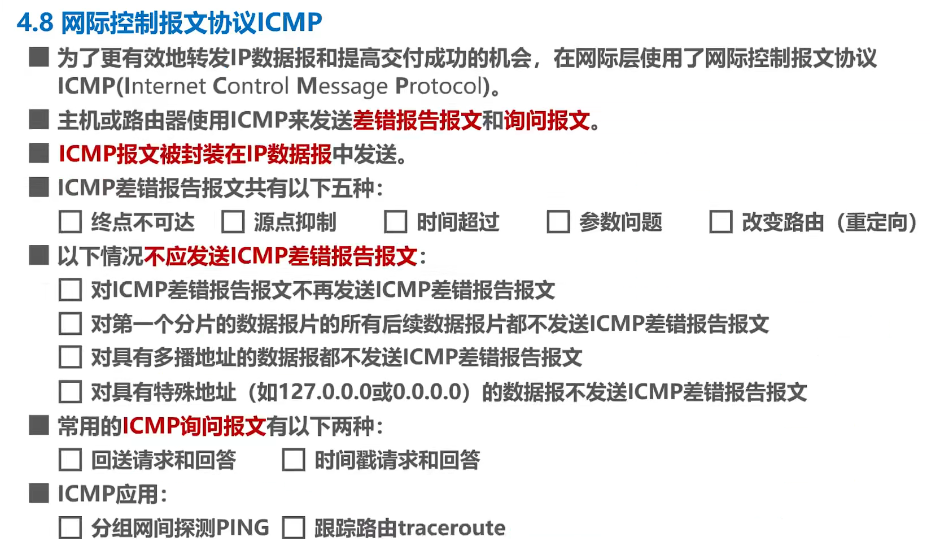 4.8 网际控制报文协议ICMP
为了更有效地转发IP数据报和提高交付成功的机会，在网际层使用了网际控制报文协议
ICMP(Internet Control Message Protocol)。
主机或路由器使用ICMP来发送差错报告报文和询问报文。
ICMP报文被封装在IP数据报中发送。
ICMP差错报告报文共有以下五种：
终点不可达 源点抑制 时间超过 参数问题 改变路由（重定向）
以下情况不应发送ICMP差错报告报文：
对ICMP差错报告报文不再发送ICMP差错报告报文
对第一个分片的数据报片的所有后续数据报片都不发送ICMP差错报告报文
对具有多播地址的数据报都不发送ICMP差错报告报文
对具有特殊地址（如127.0.0.0或0.0.0.0）的数据报不发送ICMP差错报告报文
常用的ICMP询问报文有以下两种：
回送请求和回答 时间戳请求和回答
ICMP应用：
分组网间探测PING 跟踪路由traceroute